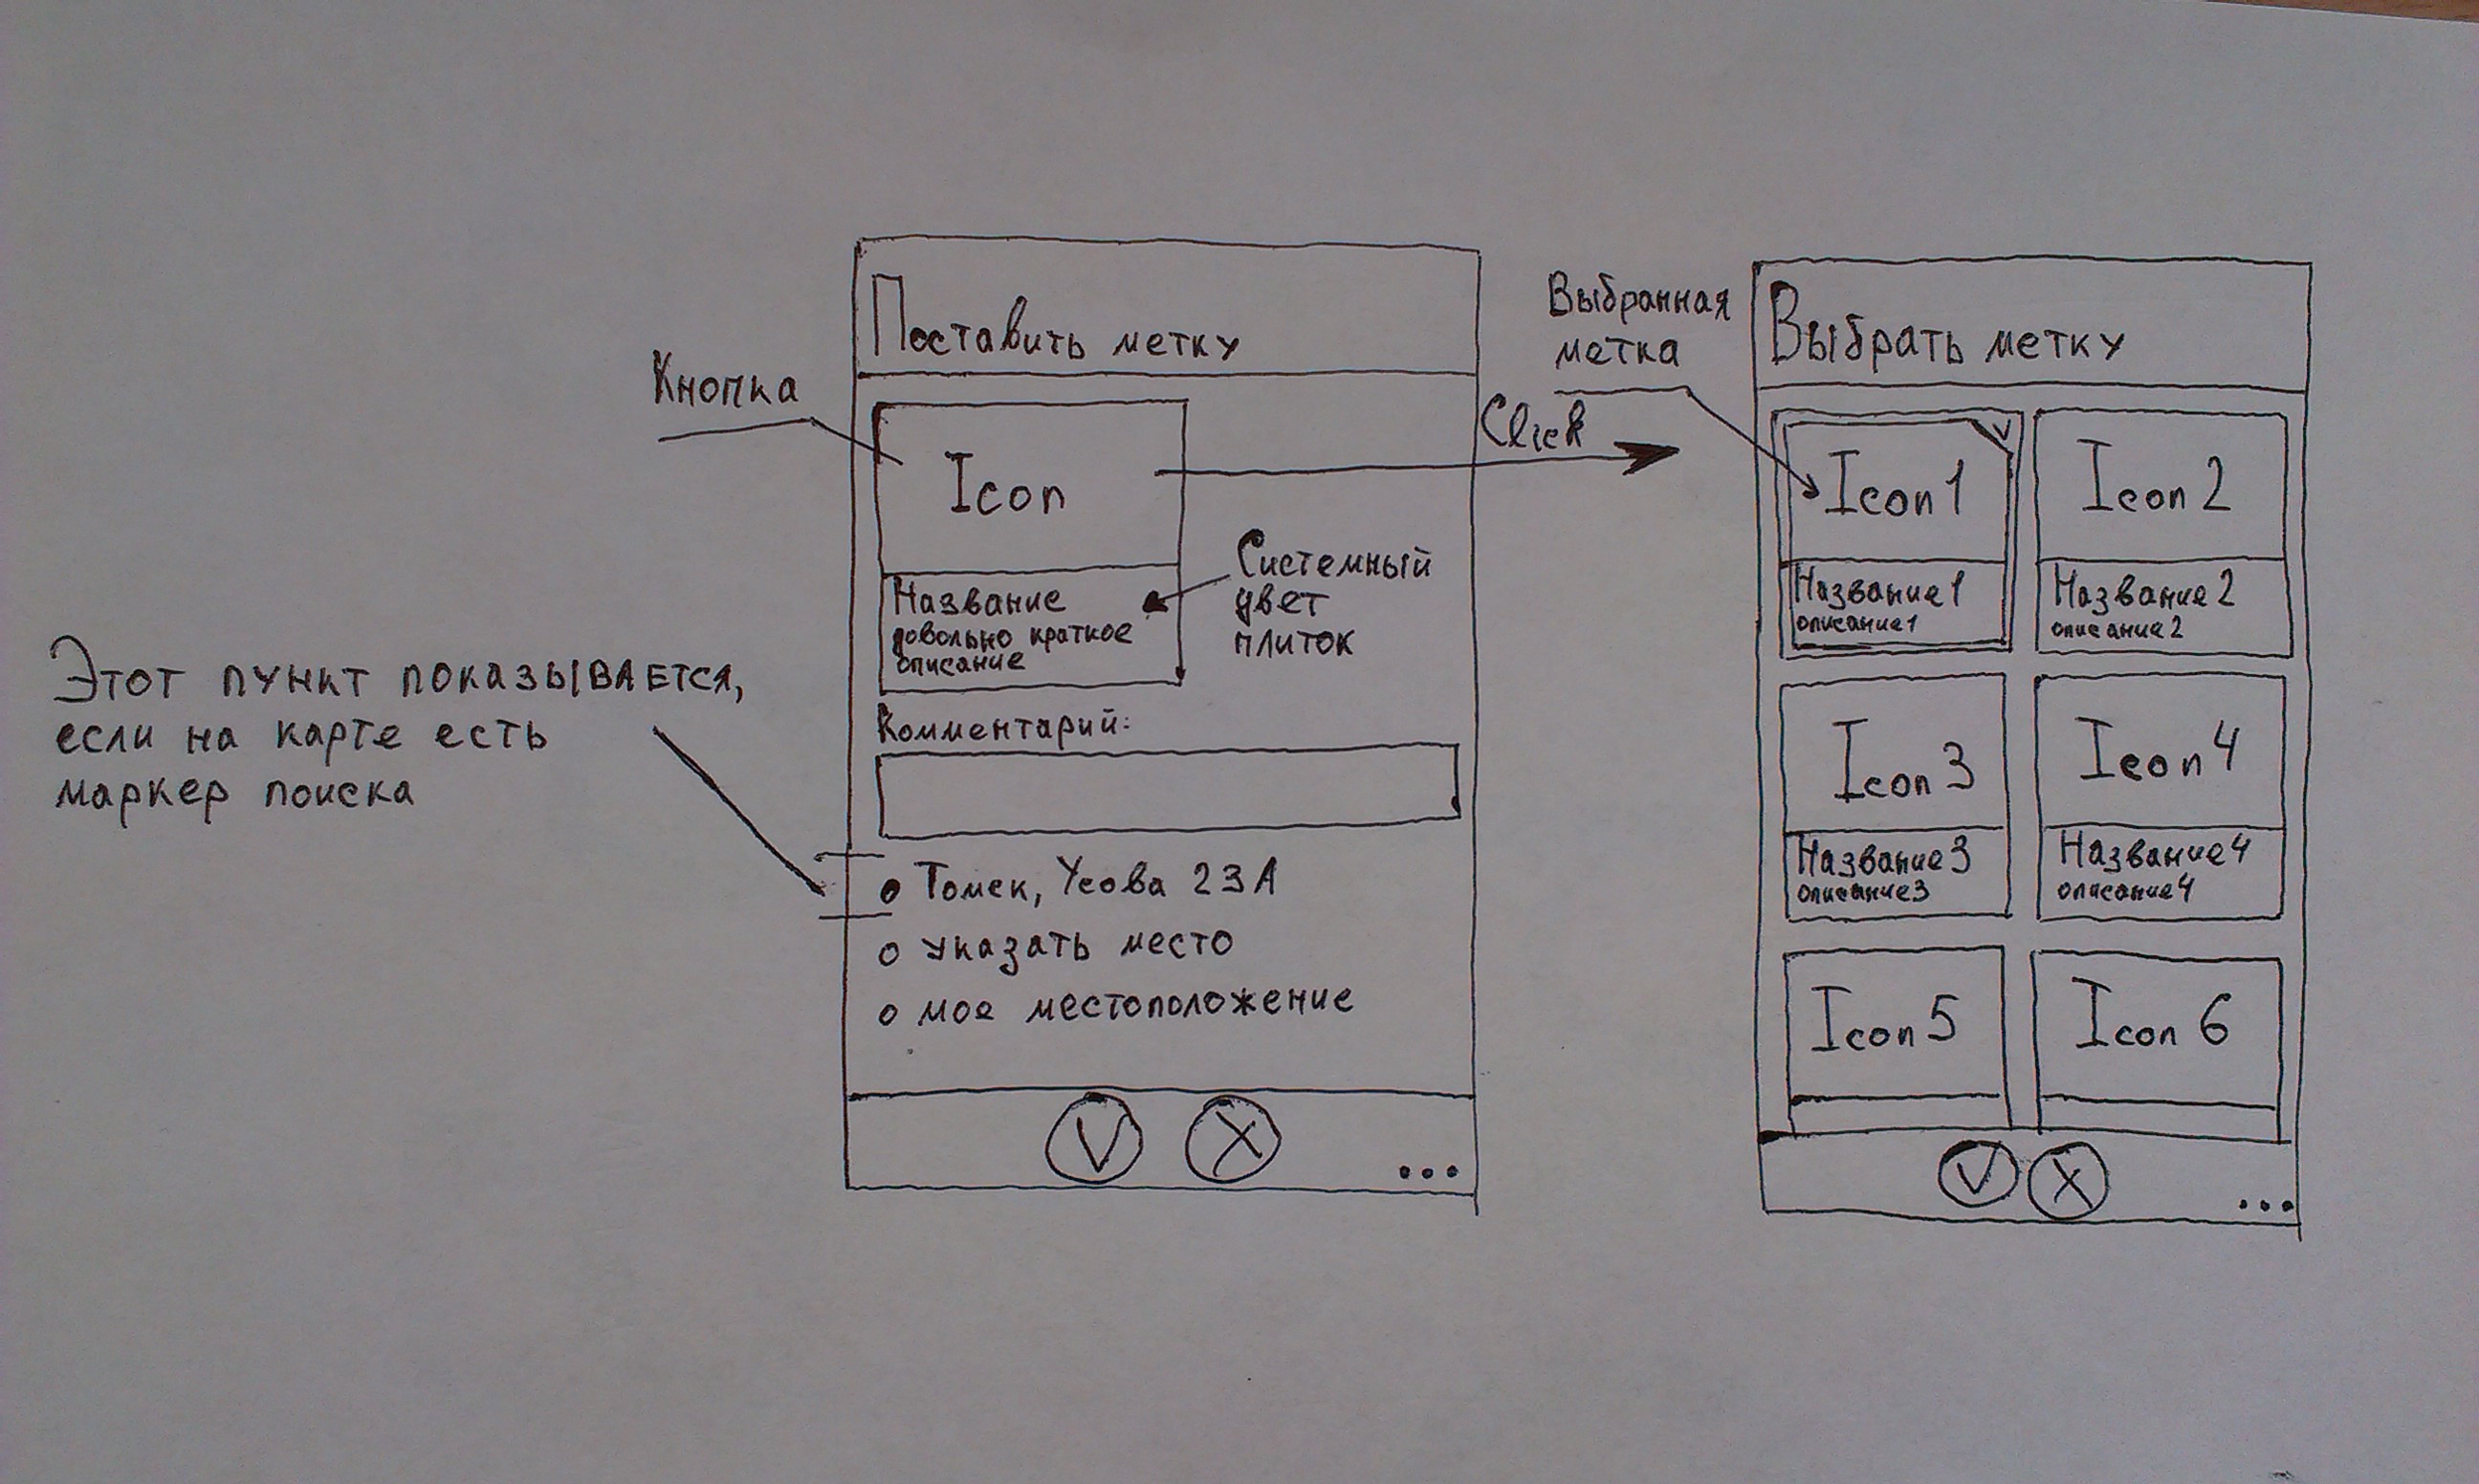 Кнопка
Этот пункт показывается,
если на карте есть
маркер поиска
Поставить метку
Icon
Название
довольно краткое
описание
Системный
цвет
плиток
Комментарий:
Томск, Усова 23А
указать место
мое местоположение
V
X
...
Click
Выбранная
метка
Выбрать метку
V
Icon 1
Название 1
описание 1
Icon 2
Название 2
описание 2
Icon 3
Название 3
описание 3
Icon 4
Название 4
описание 4
Icon 5
Icon 6
V
X
...